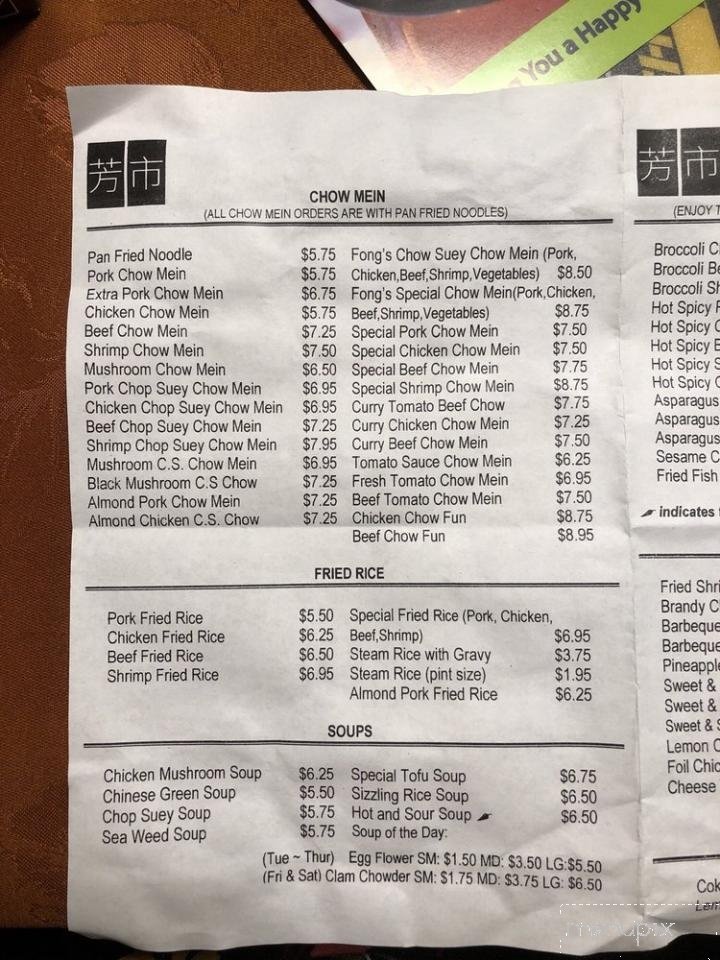 g You a Happy
芳市
CHOW MEIN
(ALL CHOW MEIN ORDERS ARE WITH PAN FRIED NOODLES)
Pan Fried Noodle $5.75
Pork Chow Mein $5.75
Extra Pork Chow Mein $6.75
Chicken Chow Mein $5.75
Beef Chow Mein $7.25
Shrimp Chow Mein $7.50
Mushroom Chow Mein $6.50
Pork Chop Suey Chow Mein $6.95
Chicken Chop Suey Chow Mein $6.95
Beef Chop Suey Chow Mein $7.25
Shrimp Chop Suey Chow Mein $7.95
Mushroom C.S. Chow Mein $6.95
Black Mushroom C.S Chow $7.25
Almond Pork Chow Mein $7.25
Almond Chicken C.S. Chow $7.25
Fong's Chow Suey Chow Mein (Pork,
Chicken,Beef,Shrimp,Vegetables) $8.50
Fong's Special Chow Mein(Pork,Chicken,
Beef,Shrimp,Vegetables) $8.75
Special Pork Chow Mein $7.50
Special Chicken Chow Mein $7.50
Special Beef Chow Mein $7.75
Special Shrimp Chow Mein $8.75
Curry Tomato Beef Chow $7.75
Curry Chicken Chow Mein $7.25
Curry Beef Chow Mein $7.50
Tomato Sauce Chow Mein $6.25
Fresh Tomato Chow Mein $6.95
Beef Tomato Chow Mein $7.50
Chicken Chow Fun $8.75
Beef Chow Fun $8.95
FRIED RICE
Pork Fried Rice $5.50
Chicken Fried Rice $6.25
Beef Fried Rice $6.50
Shrimp Fried Rice $6.95
Special Fried Rice (Pork, Chicken,
Beef,Shrimp) $6.95
Steam Rice with Gravy $3.75
Steam Rice (pint size) $1.95
Almond Pork Fried Rice $6.25
SOUPS
Chicken Mushroom Soup $6.25
Chinese Green Soup $5.50
Chop Suey Soup $5.75
Sea Weed Soup $5.75
Special Tofu Soup $6.75
Sizzling Rice Soup $6.50
Hot and Sour Soup $6.50
Soup of the Day:
(Tue ~ Thur) Egg Flower SM: $1.50 MD: $3.50 LG:$5.50
(Fri & Sat) Clam Chowder SM: $1.75 MD: $3.75 LG: $6.50
芳市
(ENJOY T
Broccoli C
Broccoli Be
Broccoli Sh
Hot Spicy P
Hot Spicy C
Hot Spicy B
Hot Spicy S
Hot Spicy C
Asparagus
Asparagus
Asparagus
Sesame C
Fried Fish
indicates
Fried Shri
Brandy C
Barbeque
Barbeque
Pineapple
Sweet &
Sweet &
Sweet & S
Lemon C
Foil Chic
Cheese
Cok
Lem
menupix